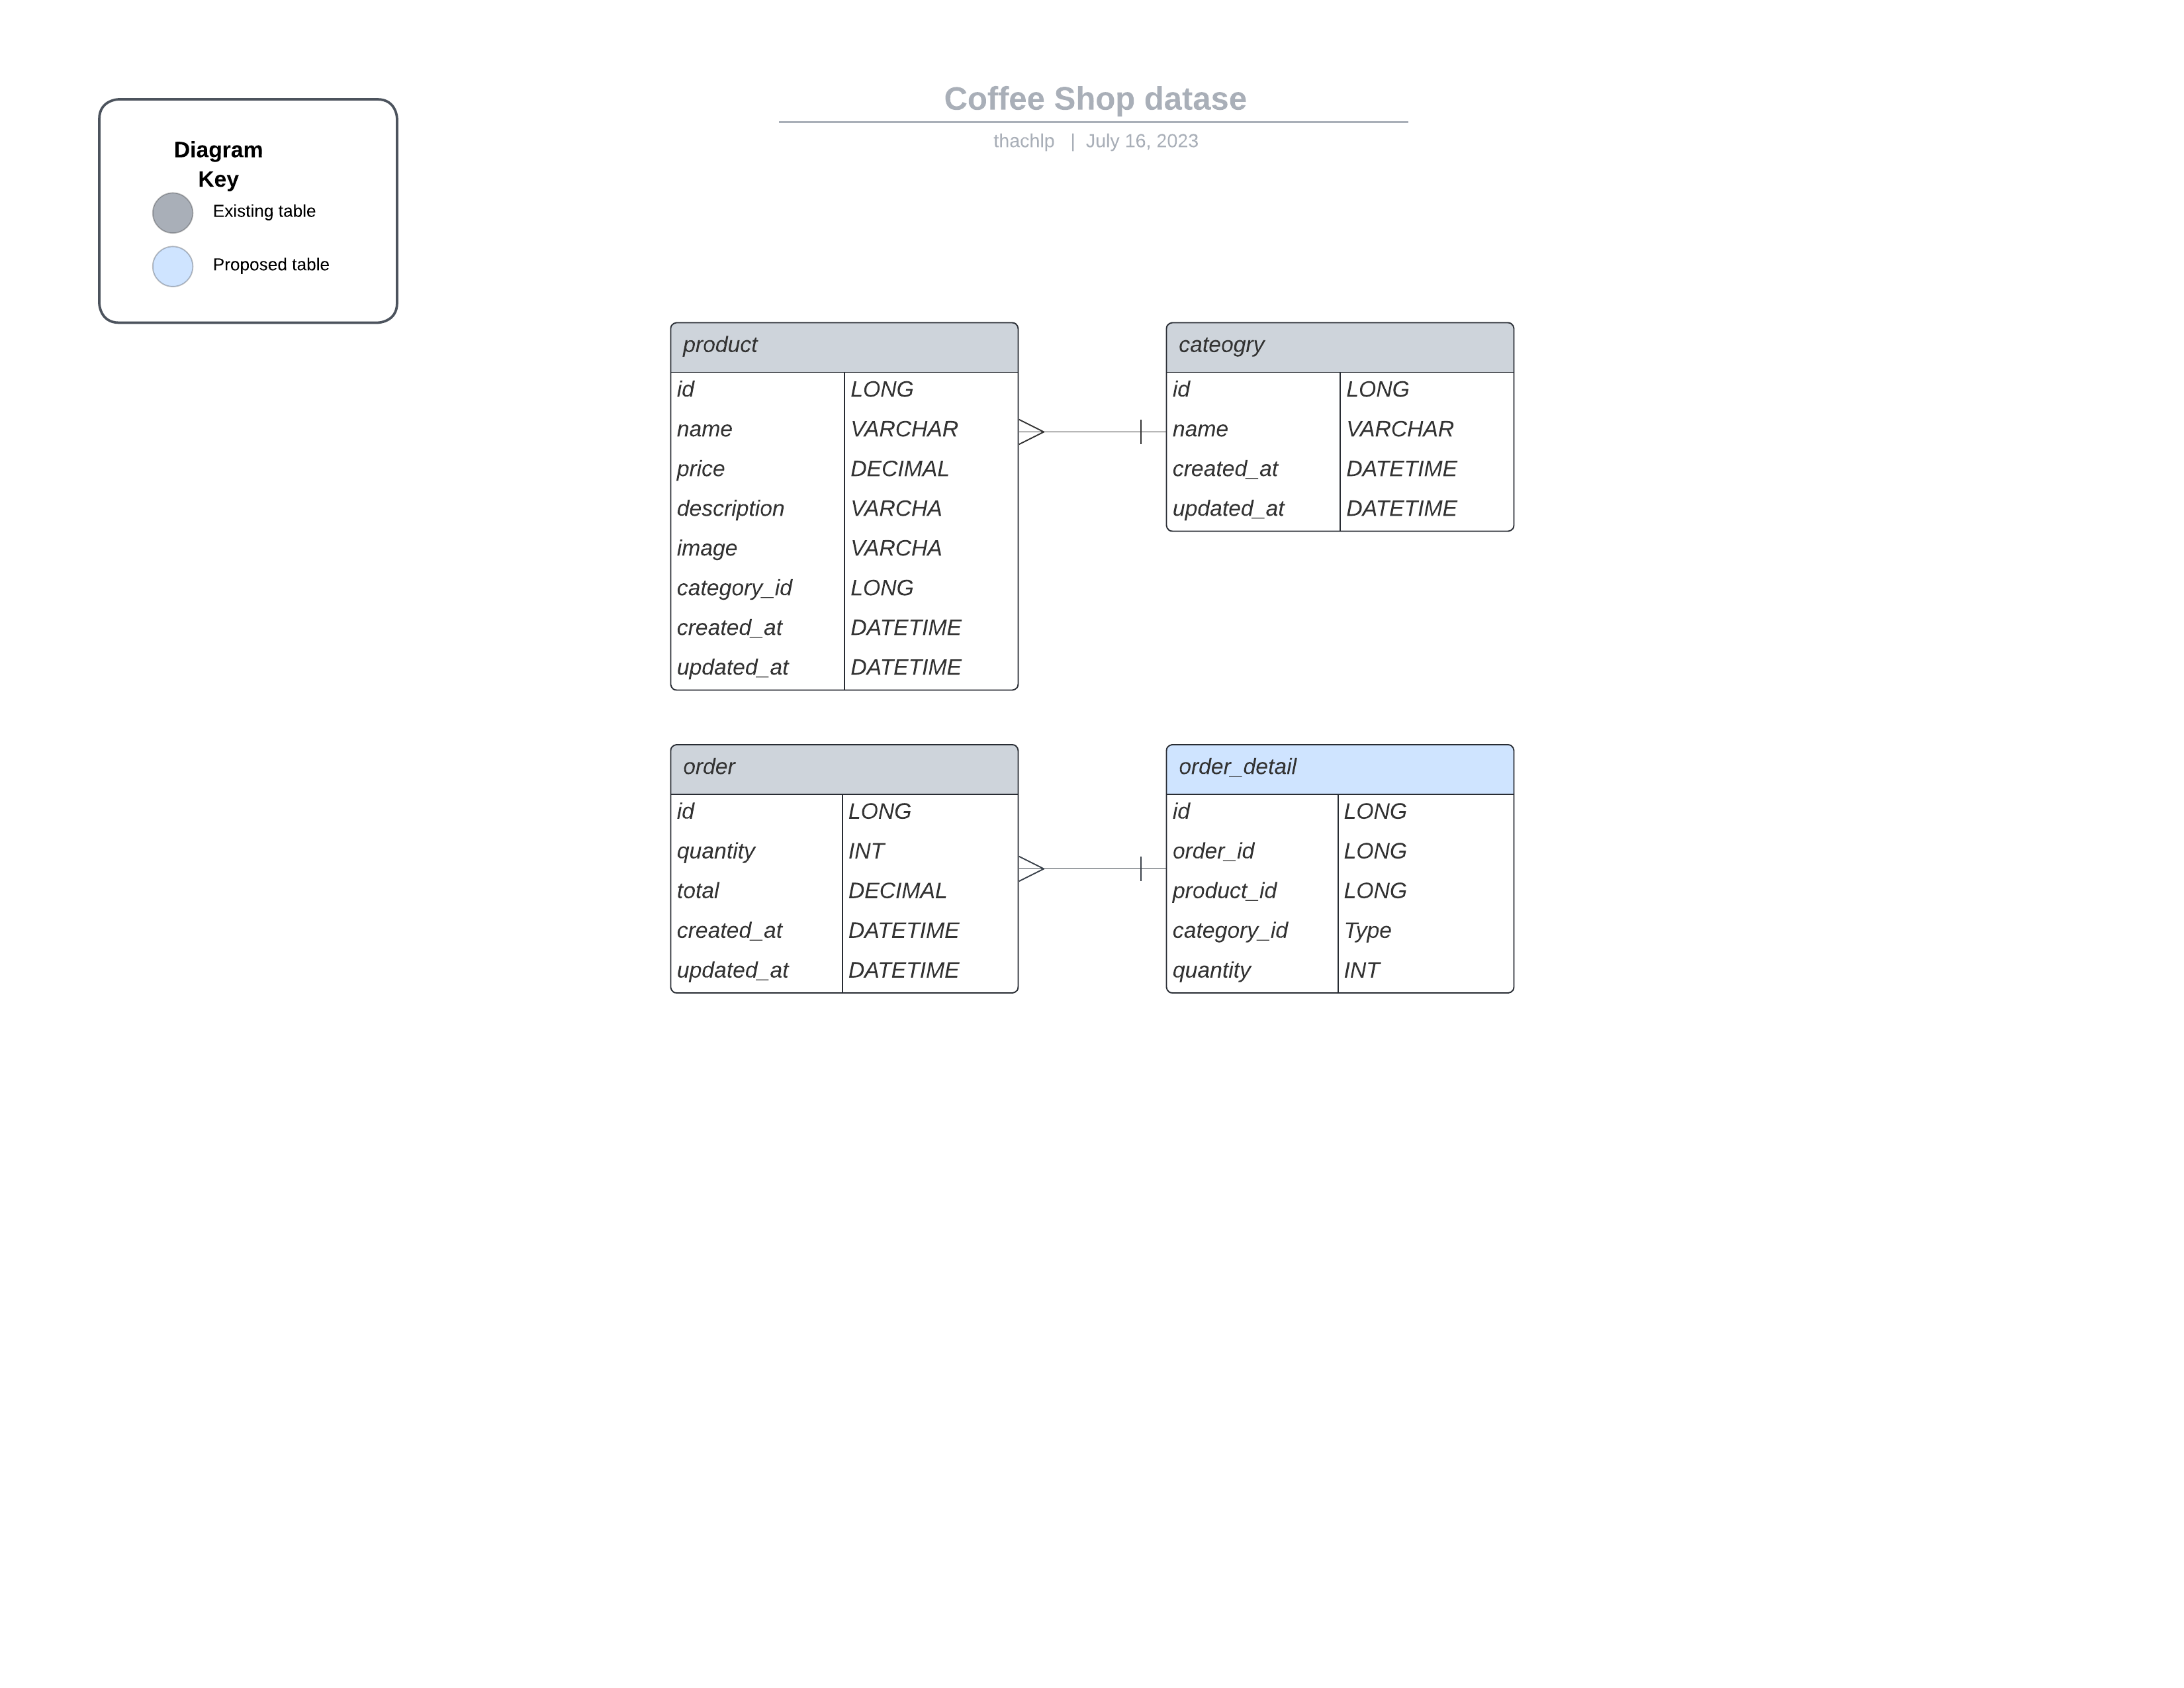 Coffee Shop datase
thachlp | July 16, 2023
Diagram
Key
Existing table
Proposed table
product
id LONG
name VARCHAR
price DECIMAL
description VARCHA
image VARCHA
category_id LONG
created_at DATETIME
updated_at DATETIME
cateogry
id LONG
name VARCHAR
created_at DATETIME
updated_at DATETIME
order
id LONG
quantity INT
total DECIMAL
created_at DATETIME
updated_at DATETIME
order_detail
id LONG
order_id LONG
product_id LONG
category_id Type
quantity INT